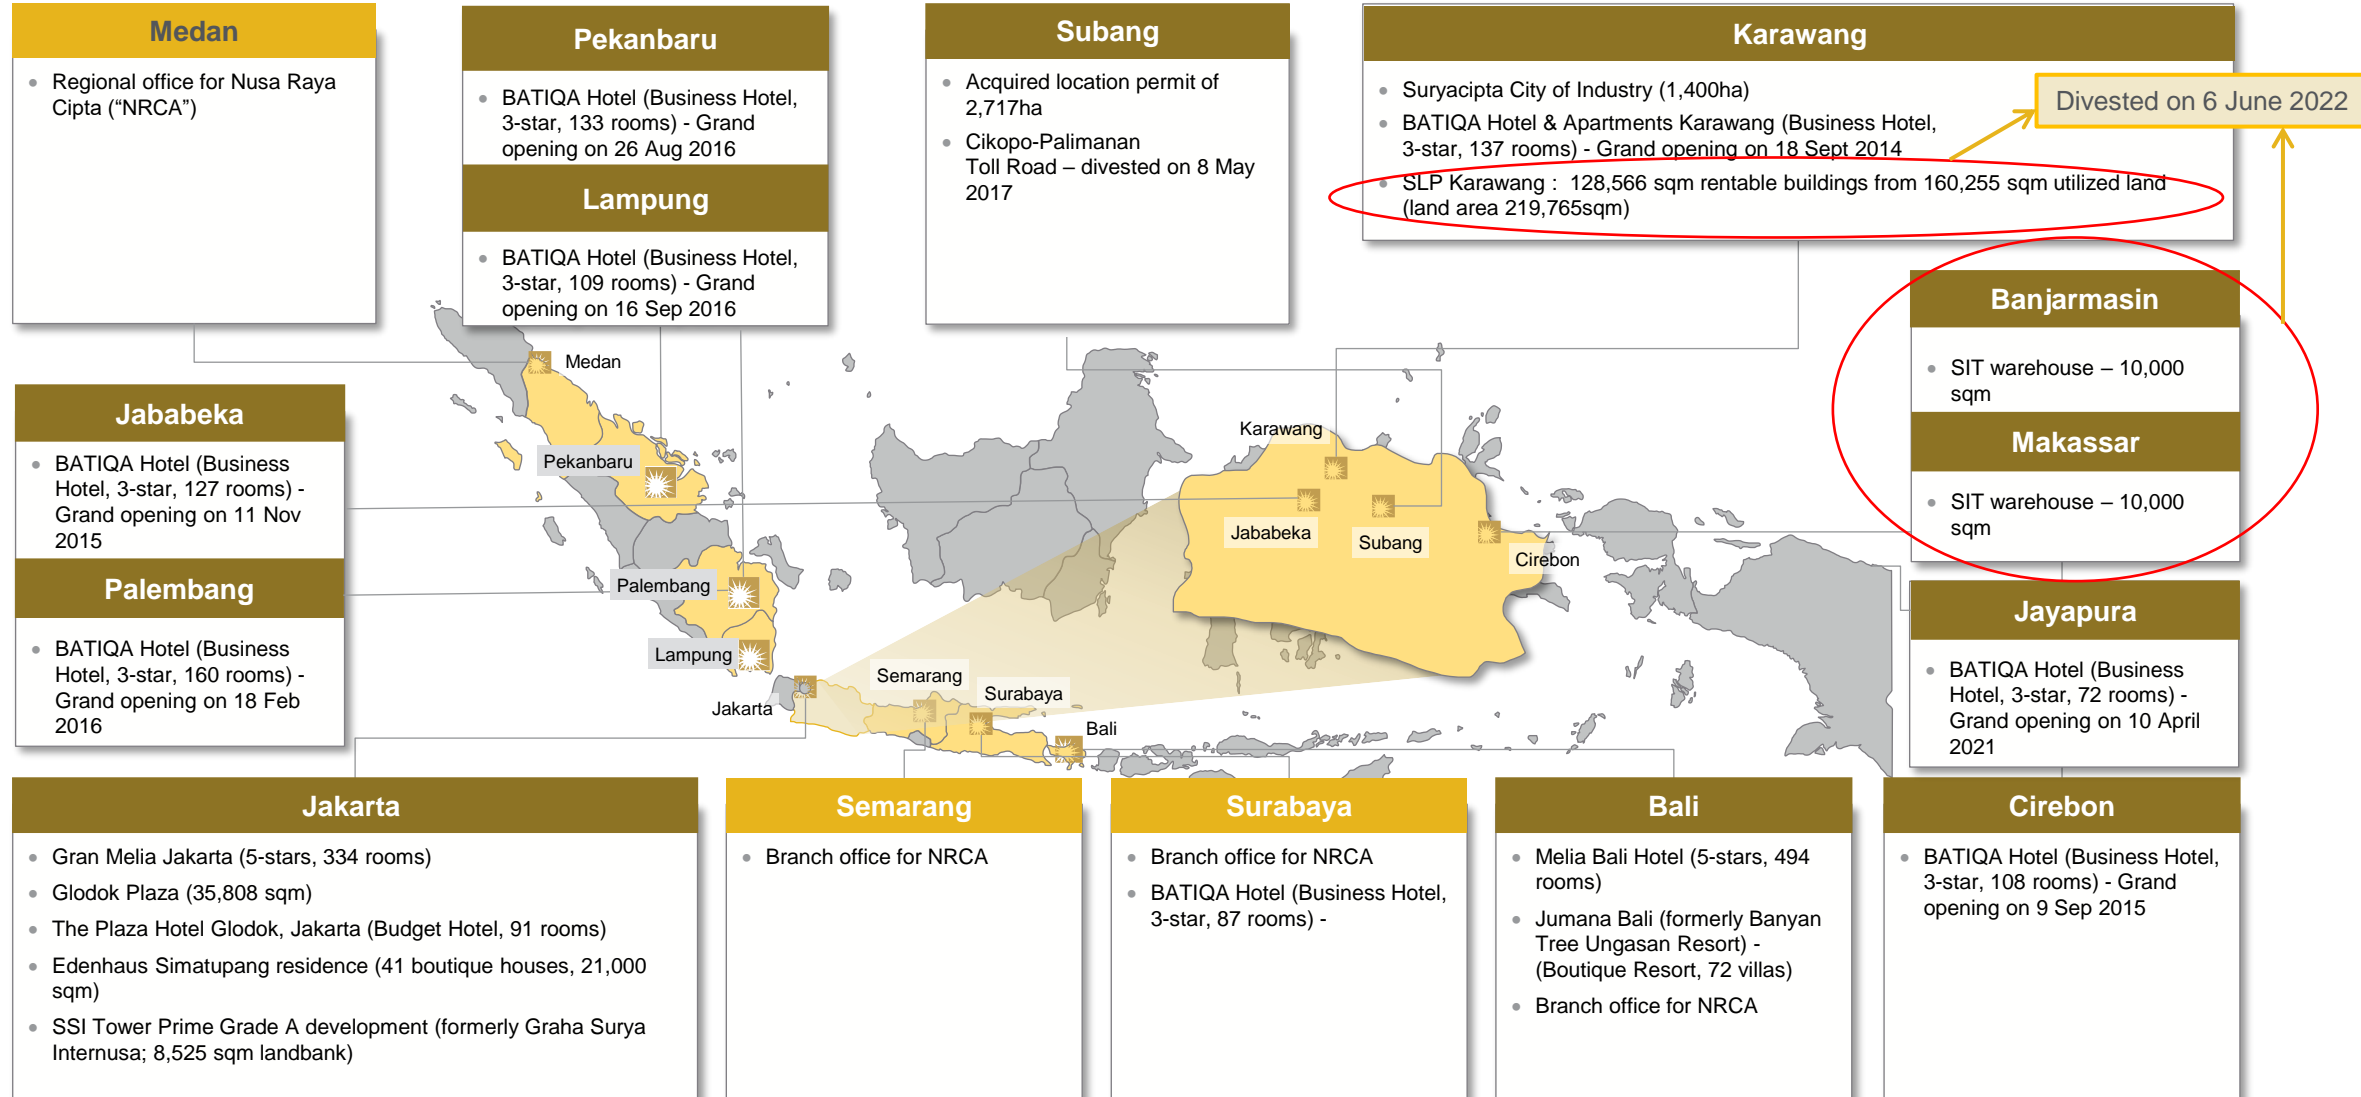 Medan
Regional office for Nusa Raya
Cipta (“NRCA”)
Pekanbaru
BATIQA Hotel (Business Hotel,
3-star, 133 rooms) - Grand
opening on 26 Aug 2016
Lampung
BATIQA Hotel (Business Hotel,
3-star, 109 rooms) - Grand
opening on 16 Sep 2016
Subang
Acquired location permit of
2,717ha
Cikopo-Palimanan
Toll Road – divested on 8 May
2017
Karawang
Suryacipta City of Industry (1,400ha)
BATIQA Hotel & Apartments Karawang (Business Hotel,
3-star, 137 rooms) - Grand opening on 18 Sept 2014
SLP Karawang : 128,566 sqm rentable buildings from 160,255 sqm utilized land
(land area 219,765sqm)
Divested on 6 June 2022
Banjarmasin
SIT warehouse – 10,000
sqm
Makassar
SIT warehouse – 10,000
sqm
Jababeka
BATIQA Hotel (Business
Hotel, 3-star, 127 rooms) -
Grand opening on 11 Nov
2015
Palembang
BATIQA Hotel (Business
Hotel, 3-star, 160 rooms) -
Grand opening on 18 Feb
2016
Medan
Pekanbaru
Palembang
Lampung
Jakarta
Semarang
Surabaya
Bali
Karawang
Jababeka
Subang
Cirebon
Jayapura
BATIQA Hotel (Business
Hotel, 3-star, 72 rooms) -
Grand opening on 10 April
2021
Jakarta
Gran Melia Jakarta (5-stars, 334 rooms)
Glodok Plaza (35,808 sqm)
The Plaza Hotel Glodok, Jakarta (Budget Hotel, 91 rooms)
Edenhaus Simatupang residence (41 boutique houses, 21,000
sqm)
SSI Tower Prime Grade A development (formerly Graha Surya
Internusa; 8,525 sqm landbank)
Semarang
Branch office for NRCA
Surabaya
Branch office for NRCA
BATIQA Hotel (Business Hotel,
3-star, 87 rooms) -
Bali
Melia Bali Hotel (5-stars, 494
rooms)
Jumana Bali (formerly Banyan
Tree Ungasan Resort) -
(Boutique Resort, 72 villas)
Branch office for NRCA
Cirebon
BATIQA Hotel (Business Hotel,
3-star, 108 rooms) - Grand
opening on 9 Sep 2015